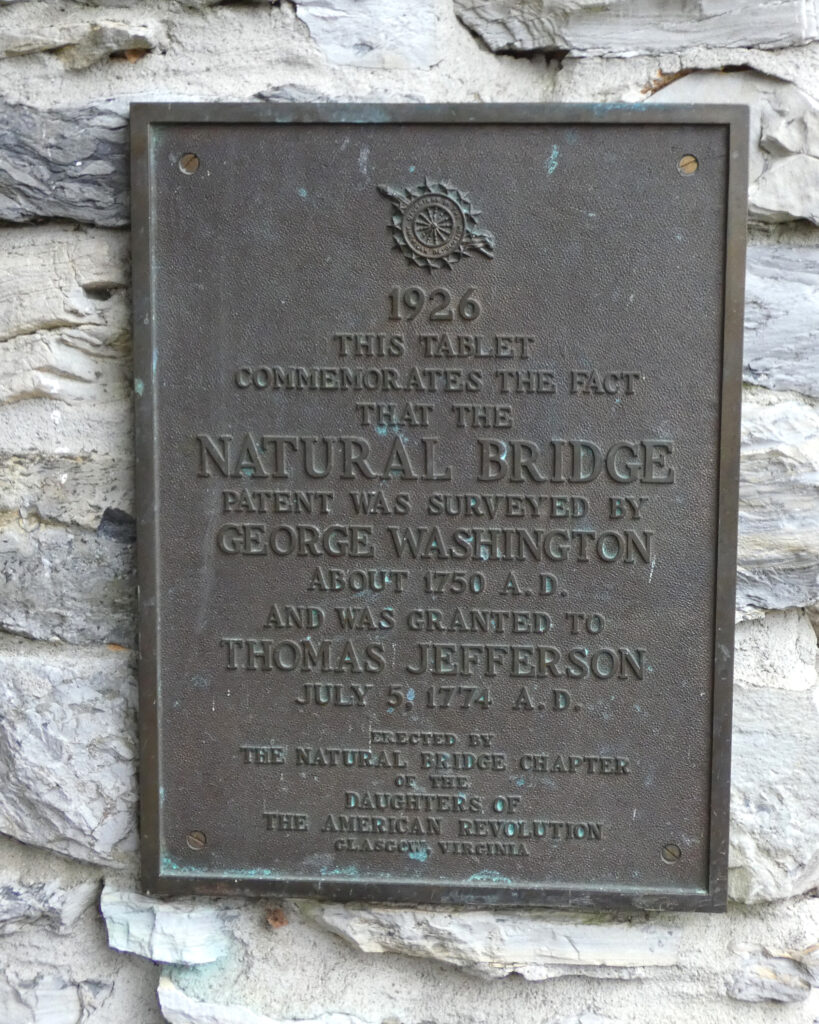 1926
THIS TABLET
COMMEMORATES THE FACT
THAT THE
NATURAL BRIDGE
PATENT WAS SURVEYED BY
GEORGE WASHINGTON
ABOUT 1750 A.D.
AND WAS GRANTED TO
THOMAS JEFFERSON
JULY 5, 1774 A.D.
ERECTED BY
THE NATURAL BRIDGE CHAPTER
OF THE
DAUGHTERS OF
THE AMERICAN REVOLUTION
GLASGOW, VIRGINIA